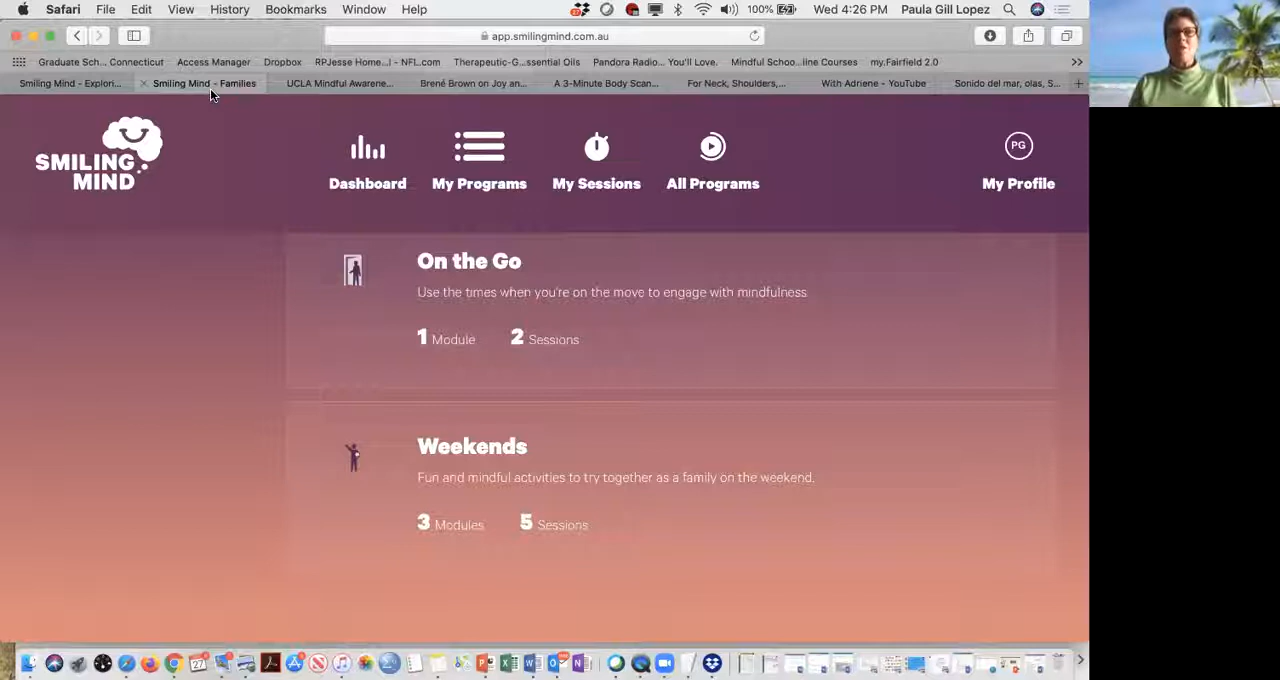 Safari File Edit View History Bookmarks Window Help 100% Wed 4:26 PM Paula Gill Lopez
app.smilingmind.com.au
Graduate Sch... Connecticut Access Manager Dropbox RPJesse Home...l - NFL.com Therapeutic-G...ssential Oils Pandora Radio... You'll Love. Mindful Schoo...line Courses my.Fairfield 2.0
Smiling Mind - Explori... Smiling Mind - Families UCLA Mindful Awarene... Brené Brown on Joy an... A 3-Minute Body Scan... For Neck, Shoulders,... With Adriene - YouTube Sonido del mar, olas, S...
SMILING MIND
Dashboard My Programs My Sessions All Programs PG My Profile
On the Go
Use the times when you're on the move to engage with mindfulness
1 Module 2 Sessions
Weekends
Fun and mindful activities to try together as a family on the weekend.
3 Modules 5 Sessions